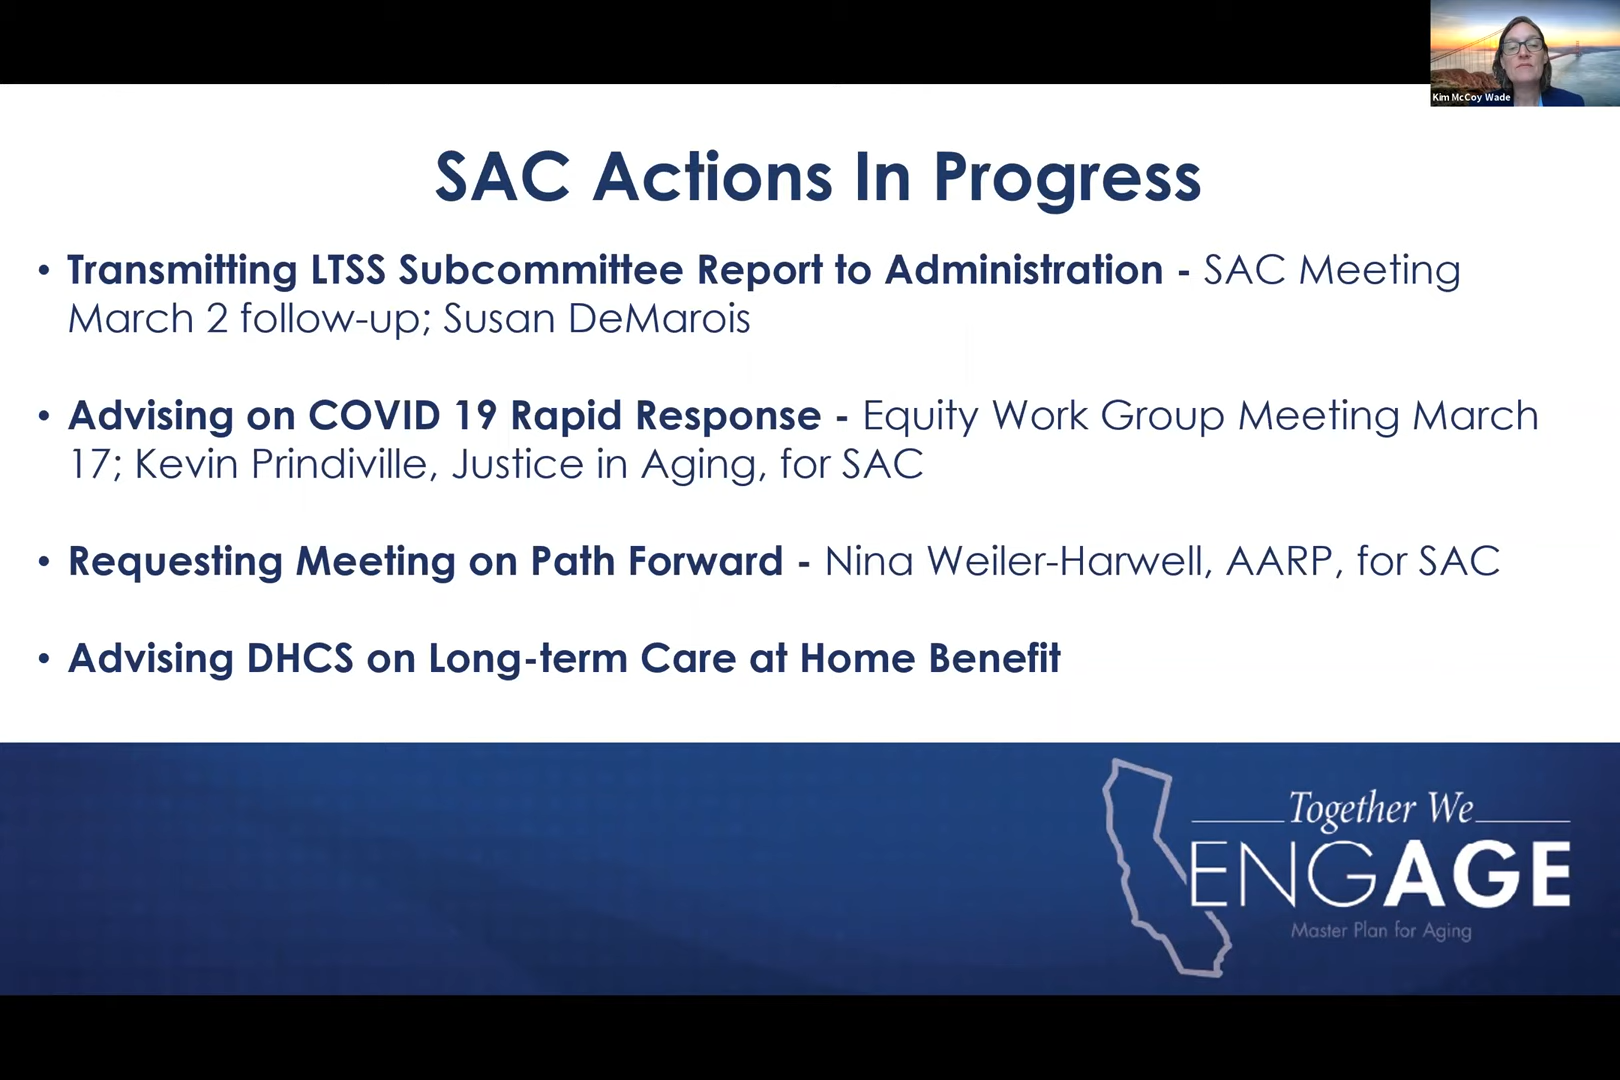 Kim McCoy Wade
SAC Actions In Progress
• Transmitting LTSS Subcommittee Report to Administration - SAC Meeting
March 2 follow-up; Susan DeMarois
• Advising on COVID 19 Rapid Response - Equity Work Group Meeting March
17; Kevin Prindiville, Justice in Aging, for SAC
• Requesting Meeting on Path Forward - Nina Weiler-Harwell, AARP, for SAC
• Advising DHCS on Long-term Care at Home Benefit
Together We
ENGAGE
Master Plan for Aging